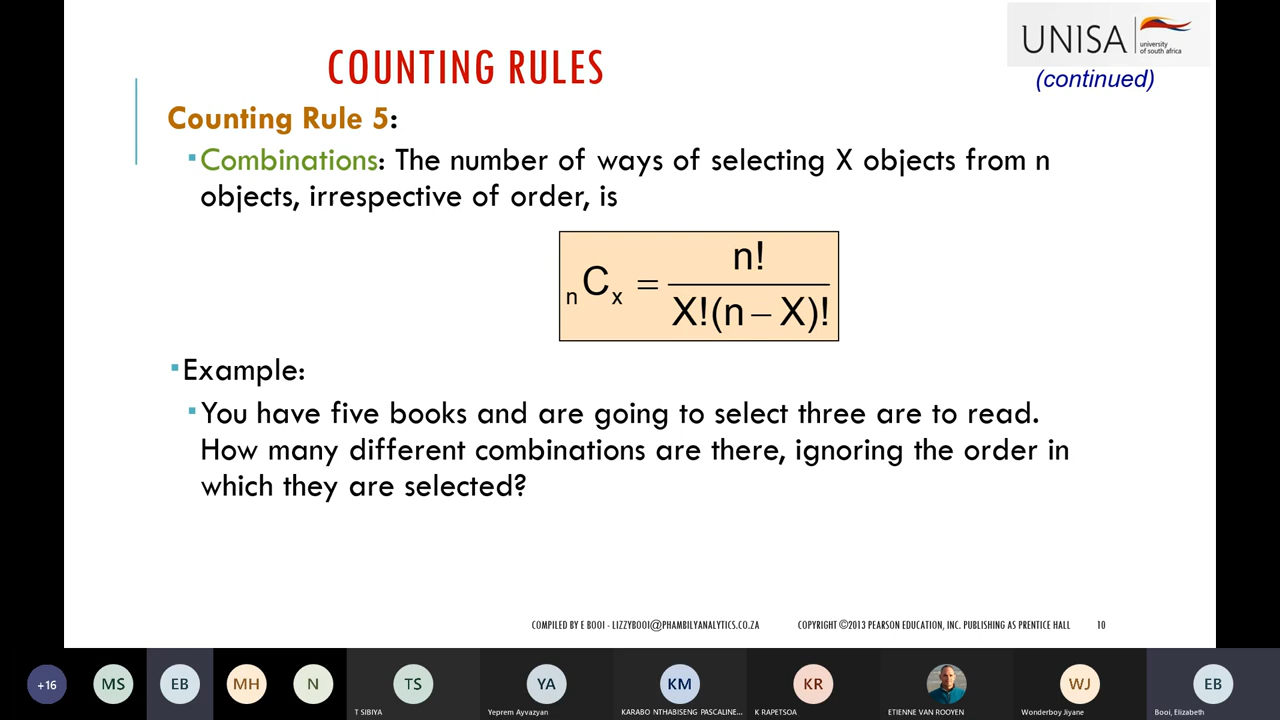 UNISA
university
of south africa
COUNTING RULES
(continued)
Counting Rule 5:
Combinations: The number of ways of selecting X objects from n
objects, irrespective of order, is
nCx = n! / X!(n – X)!
Example:
You have five books and are going to select three are to read.
How many different combinations are there, ignoring the order in
which they are selected?
COMPILED BY E BOOI - LIZZYBOOI@PHAMBILYANALYTICS.CO.ZA
COPYRIGHT ©2013 PEARSON EDUCATION, INC. PUBLISHING AS PRENTICE HALL
10
+16 MS EB MH N TS YA KM KR WJ EB
T SIBIYA Yeprem Ayvazyan KARABO NTHABISENG PASCALINE... K RAPETSOA ETIENNE VAN ROOYEN Wonderboy Jiyane Booi, Elizabeth